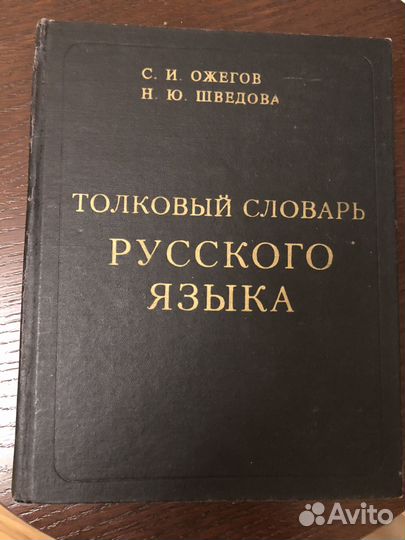 С. И. ОЖЕГОВ
Н. Ю. ШВЕДОВА
ТОЛКОВЫЙ СЛОВАРЬ
РУССКОГО
ЯЗЫКА
Avito